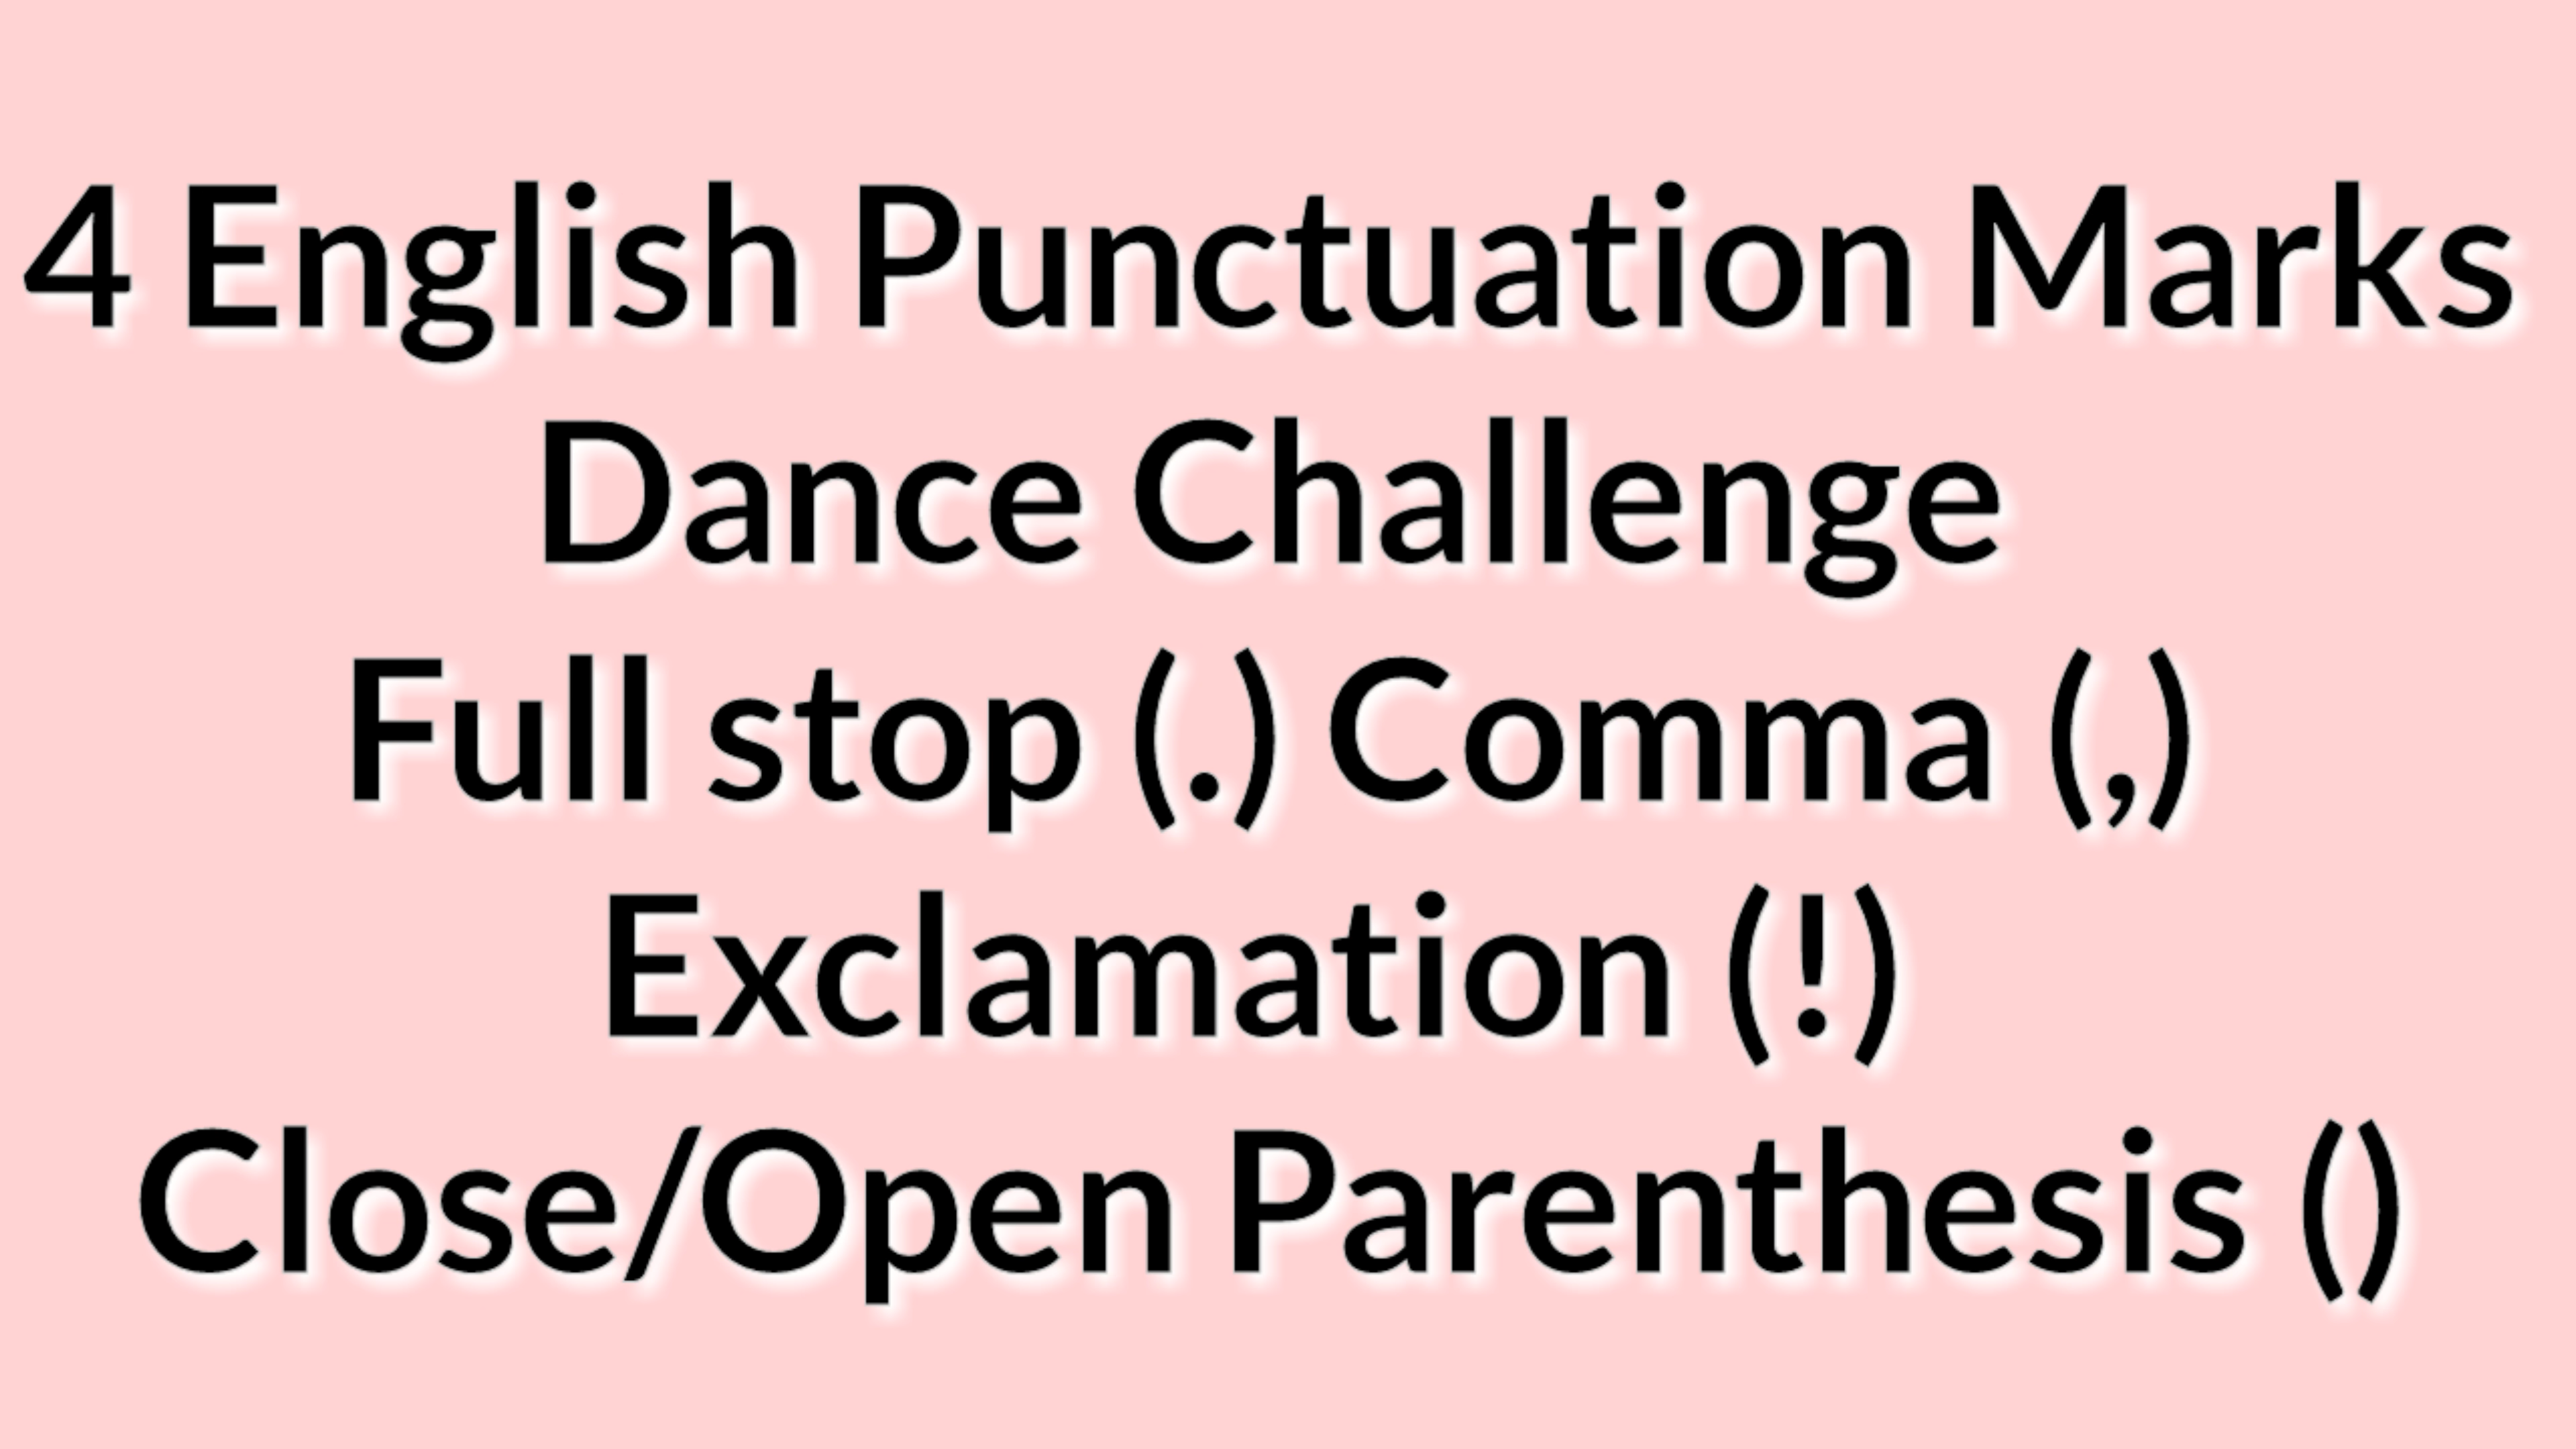 4 English Punctuation Marks
Dance Challenge
Full stop (.) Comma (,)
Exclamation (!)
Close/Open Parenthesis ()